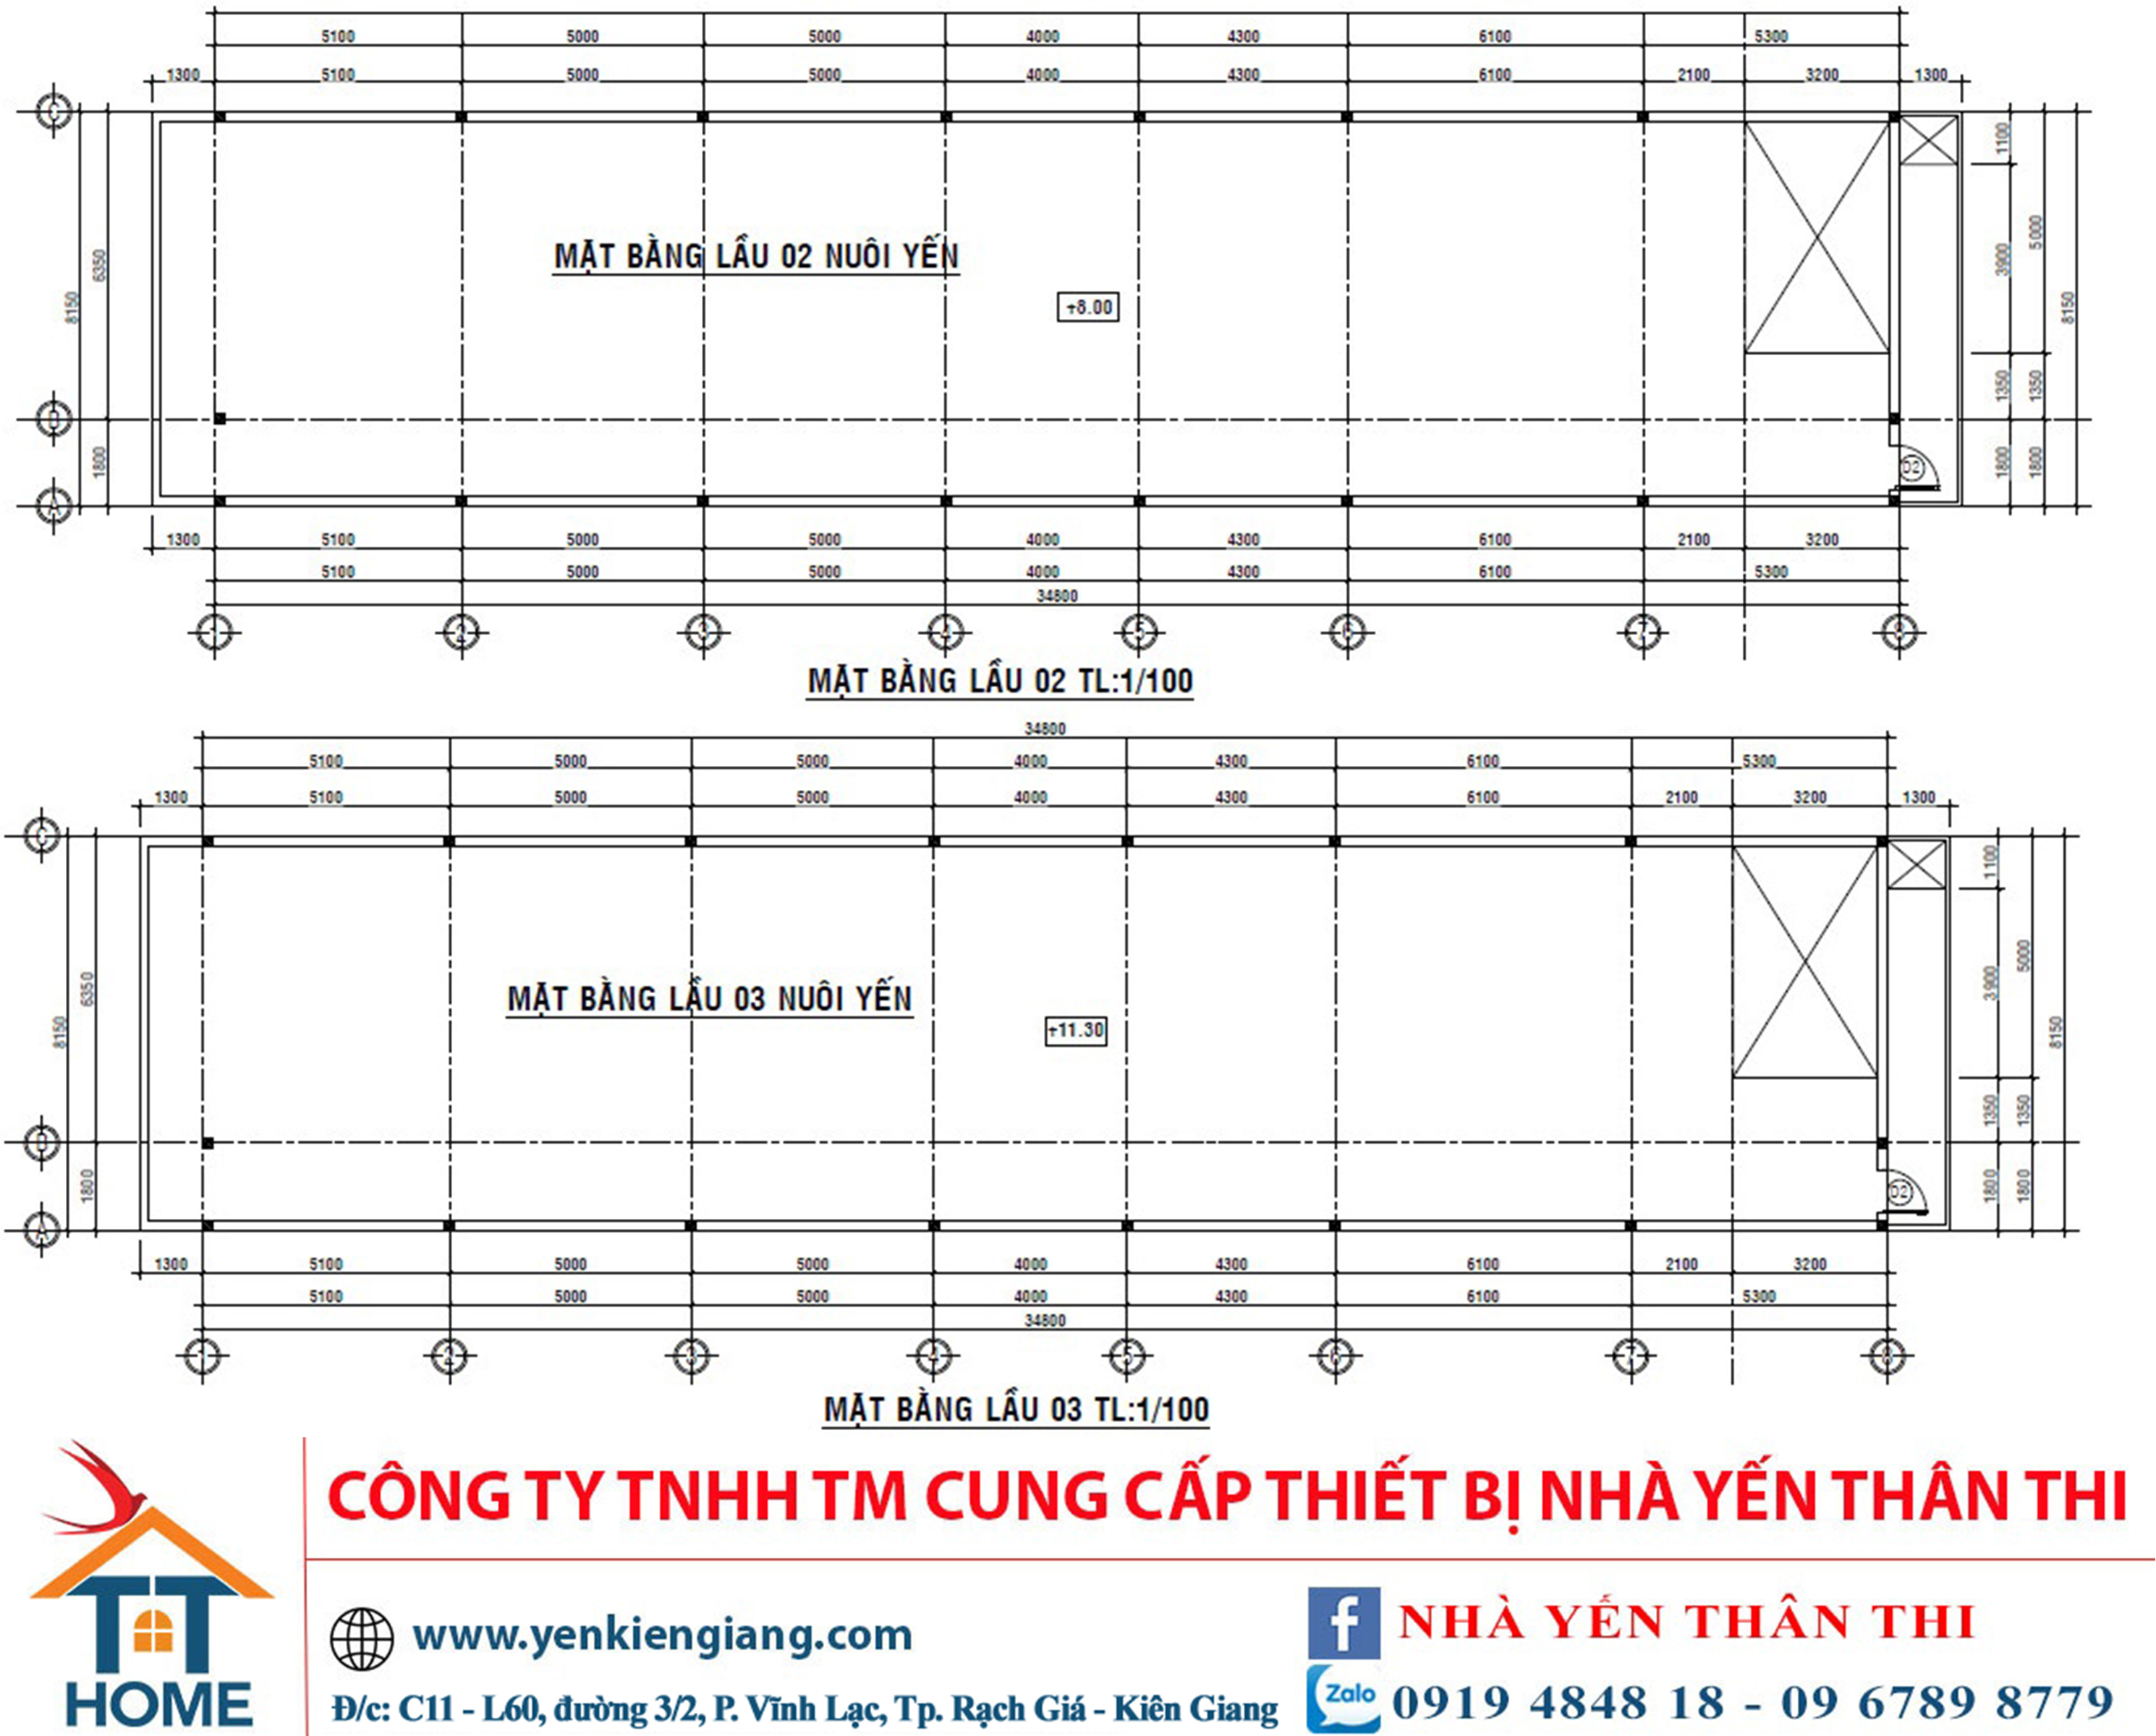 5100 5000 5000 4000 4300 6100 5300
1300 5100 5000 5000 4000 4300 6100 2100 3200 1300
C
1100
5000
3900
6350
8150
MẶT BẰNG LẦU 02 NUÔI YẾN
+8.00
8150
1350 1350
B
1800
D2
1800 1800
A
1300 5100 5000 5000 4000 4300 6100 2100 3200
5100 5000 5000 4000 4300 6100 5300
34800
1 2 3 4 5 6 7 8
MẶT BẰNG LẦU 02 TL:1/100
34800
5100 5000 5000 4000 4300 6100 5300
1300 5100 5000 5000 4000 4300 6100 2100 3200 1300
C
1100
5000
3900
6350
8150
MẶT BẰNG LẦU 03 NUÔI YẾN
+11.30
8150
1350 1350
B
1800
D2
1800 1800
A
1300 5100 5000 5000 4000 4300 6100 2100 3200
5100 5000 5000 4000 4300 6100 5300
34800
1 2 3 4 5 6 7 8
MẶT BẰNG LẦU 03 TL:1/100
CÔNG TY TNHH TM CUNG CẤP THIẾT BỊ NHÀ YẾN THÂN THI
TT
HOME
www.yenkiengiang.com
f NHÀ YẾN THÂN THI
Đ/c: C11 - L60, đường 3/2, P. Vĩnh Lạc, Tp. Rạch Giá - Kiên Giang
Zalo 0919 4848 18 - 09 6789 8779